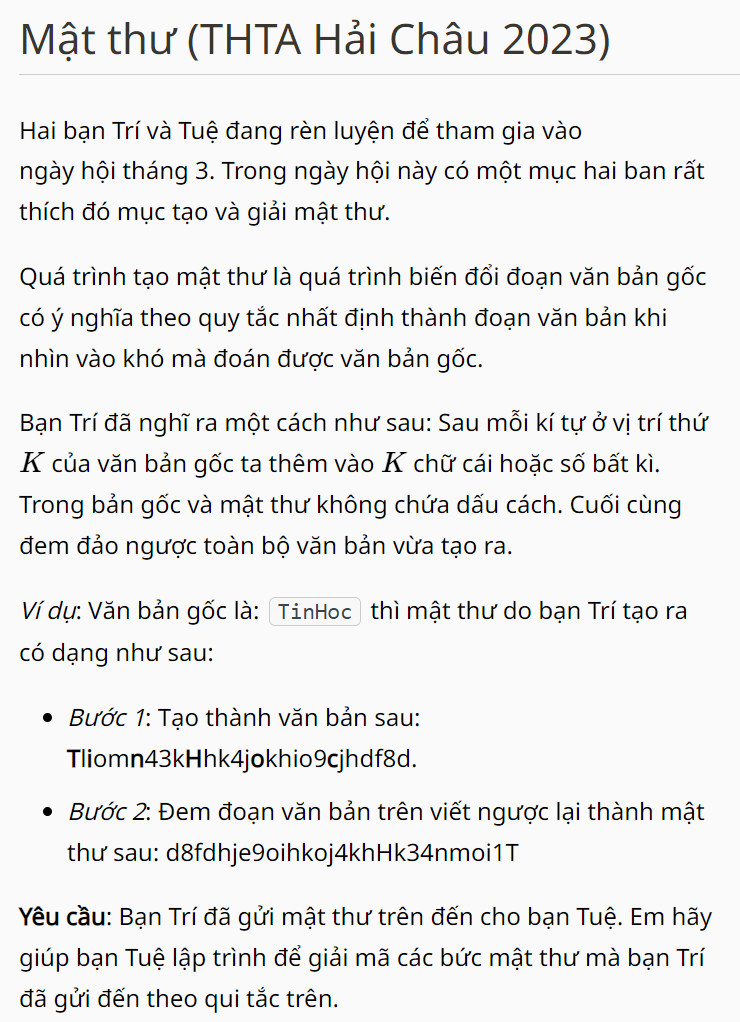 Mật thư (THTA Hải Châu 2023)
Hai bạn Trí và Tuệ đang rèn luyện để tham gia vào
ngày hội tháng 3. Trong ngày hội này có một mục hai ban rất
thích đó mục tạo và giải mật thư.
Quá trình tạo mật thư là quá trình biến đổi đoạn văn bản gốc
có ý nghĩa theo quy tắc nhất định thành đoạn văn bản khi
nhìn vào khó mà đoán được văn bản gốc.
Bạn Trí đã nghĩ ra một cách như sau: Sau mỗi kí tự ở vị trí thứ
K của văn bản gốc ta thêm vào K chữ cái hoặc số bất kì.
Trong bản gốc và mật thư không chứa dấu cách. Cuối cùng
đem đảo ngược toàn bộ văn bản vừa tạo ra.
Ví dụ: Văn bản gốc là: TinHoc thì mật thư do bạn Trí tạo ra
có dạng như sau:
• Bước 1: Tạo thành văn bản sau:
Tliomn43kHhk4jokhio9cjhdf8d.
• Bước 2: Đem đoạn văn bản trên viết ngược lại thành mật
thư sau: d8fdhje9oihkoj4khHk34nmoi1T
Yêu cầu: Bạn Trí đã gửi mật thư trên đến cho bạn Tuệ. Em hãy
giúp bạn Tuệ lập trình để giải mã các bức mật thư mà bạn Trí
đã gửi đến theo qui tắc trên.